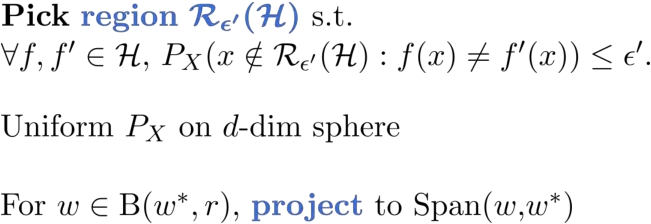 Pick region $\mathcal{R}_{\epsilon'}(\mathcal{H})$ s.t.
$\forall f, f' \in \mathcal{H}$, $P_X(x \notin \mathcal{R}_{\epsilon'}(\mathcal{H}) : f(x) \neq f'(x)) \leq \epsilon'$.
Uniform $P_X$ on $d$-dim sphere
For $w \in \mathrm{B}(w^*, r)$, project to Span($w$,$w^*$)